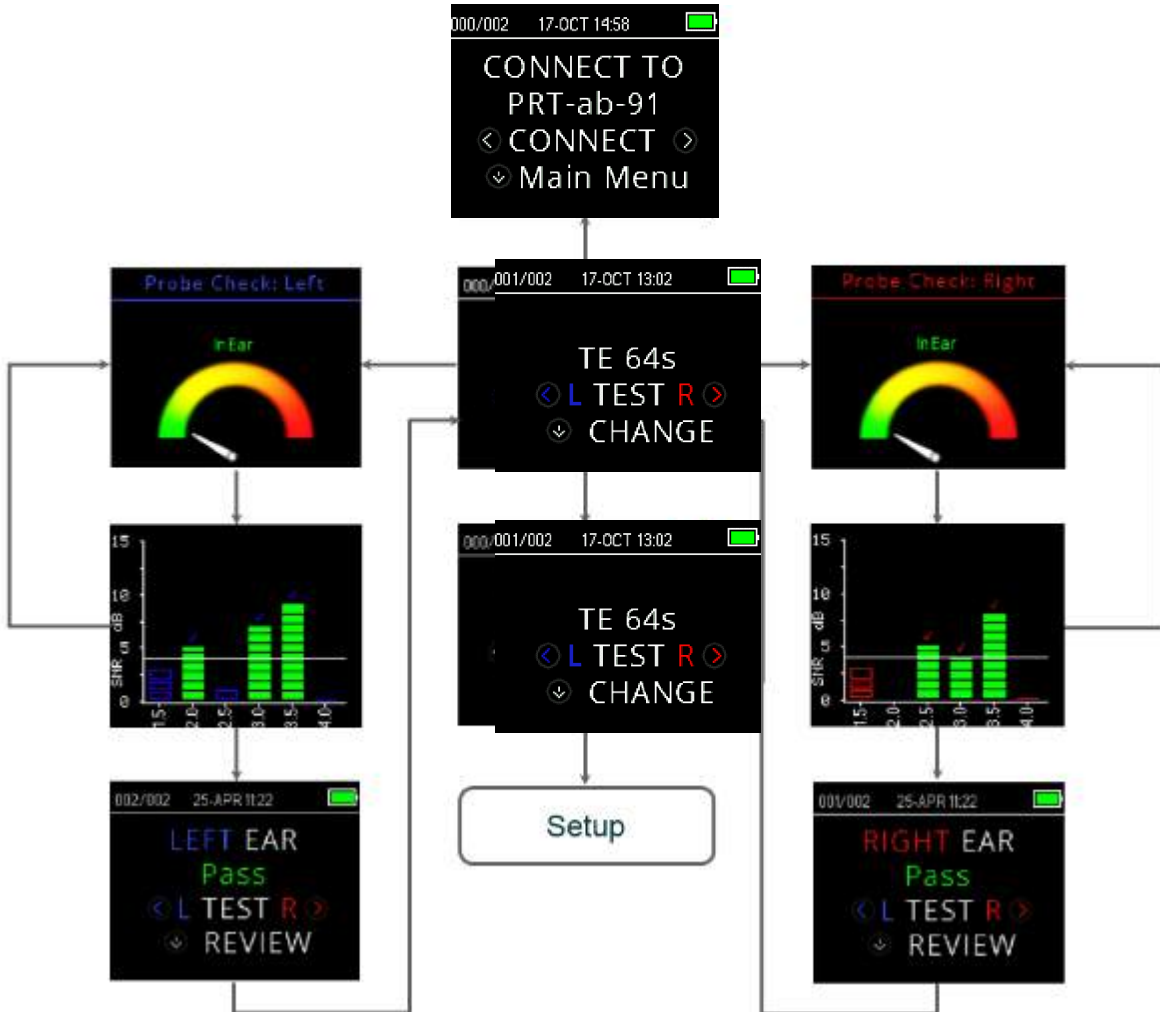 000/002 17-OCT 14:58
CONNECT TO
PRT-ab-91
CONNECT
Main Menu
Probe Check: Left
In Ear
000/
001/002 17-OCT 13:02
TE 64s
L TEST R
CHANGE
Probe Check: Right
In Ear
15
10
5
0
SNR dB
1.5
2.0
2.5
3.0
3.5
4.0
000/
001/002 17-OCT 13:02
TE 64s
L TEST R
CHANGE
15
10
5
0
SNR dB
1.5
2.0
2.5
3.0
3.5
4.0
002/002 25-APR 11:22
LEFT EAR
Pass
L TEST R
REVIEW
Setup
001/002 25-APR 11:22
RIGHT EAR
Pass
L TEST R
REVIEW